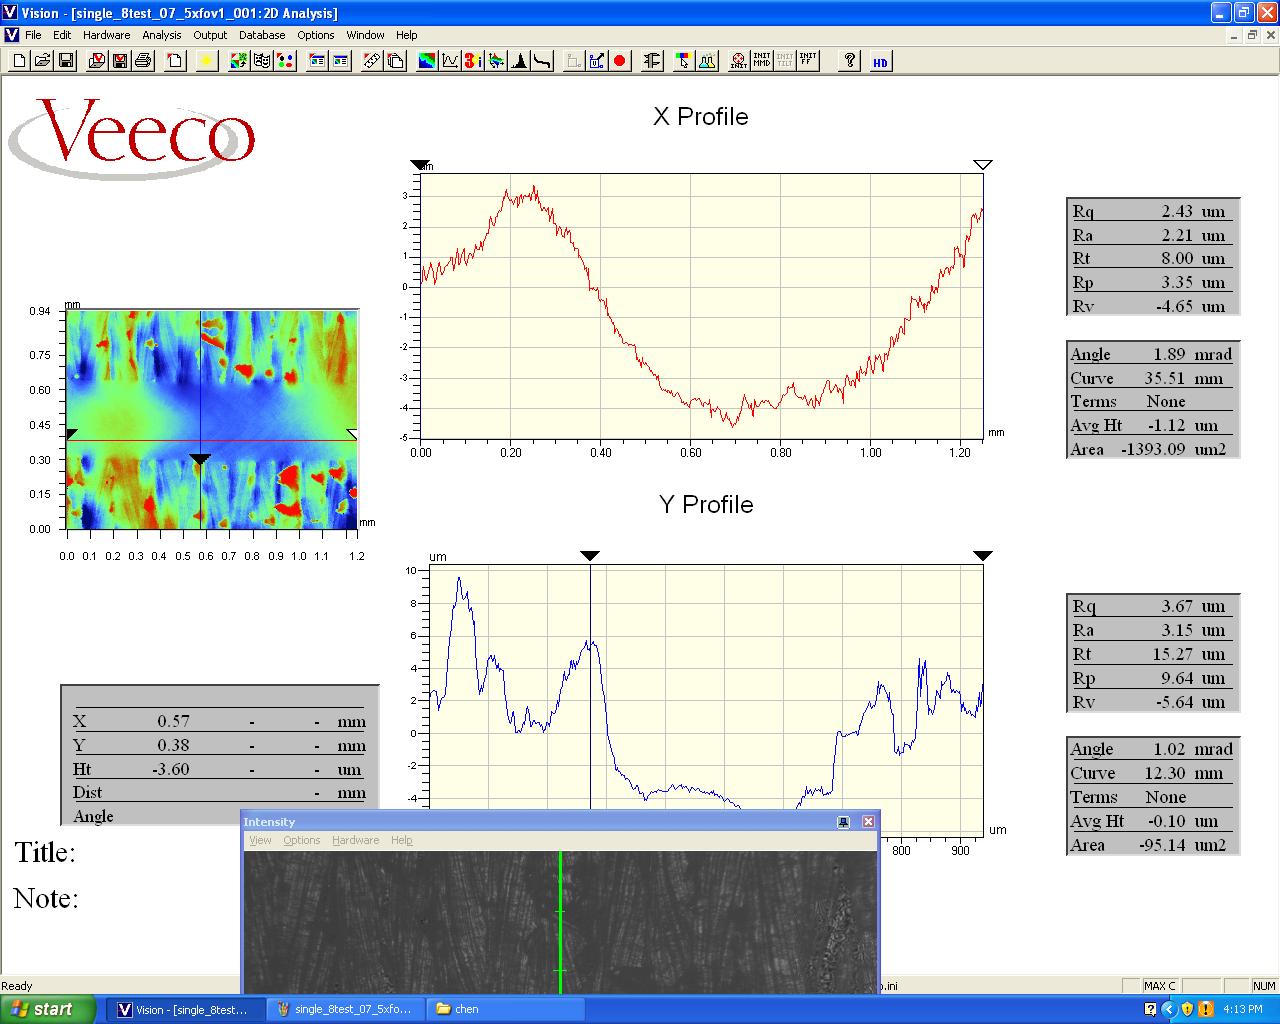 Vision - [single_8test_07_5xfov1_001:2D Analysis]
File Edit Hardware Analysis Output Database Options Window Help
INIT INIT MMD INIT TILT INIT FF ? HD
Veeco
X Profile
um
3
2
1
0
-1
-2
-3
-4
-5
0.00 0.20 0.40 0.60 0.80 1.00 1.20
mm
Rq 2.43 um
Ra 2.21 um
Rt 8.00 um
Rp 3.35 um
Rv -4.65 um
Angle 1.89 mrad
Curve 35.51 mm
Terms None
Avg Ht -1.12 um
Area -1393.09 um2
mm
0.94
0.75
0.60
0.45
0.30
0.15
0.00
mm
0.0 0.1 0.2 0.3 0.4 0.5 0.6 0.7 0.8 0.9 1.0 1.1 1.2
Y Profile
um
10
8
6
4
2
0
-2
-4
um
800 900
Rq 3.67 um
Ra 3.15 um
Rt 15.27 um
Rp 9.64 um
Rv -5.64 um
Angle 1.02 mrad
Curve 12.30 mm
Terms None
Avg Ht -0.10 um
Area -95.14 um2
X 0.57 - - mm
Y 0.38 - - mm
Ht -3.60 - - um
Dist - mm
Angle
Title:
Note:
Intensity
View Options Hardware Help
Ready
.ini
MAX C NUM
start
Vision - [single_8test...
single_8test_07_5xfo...
chen
4:13 PM